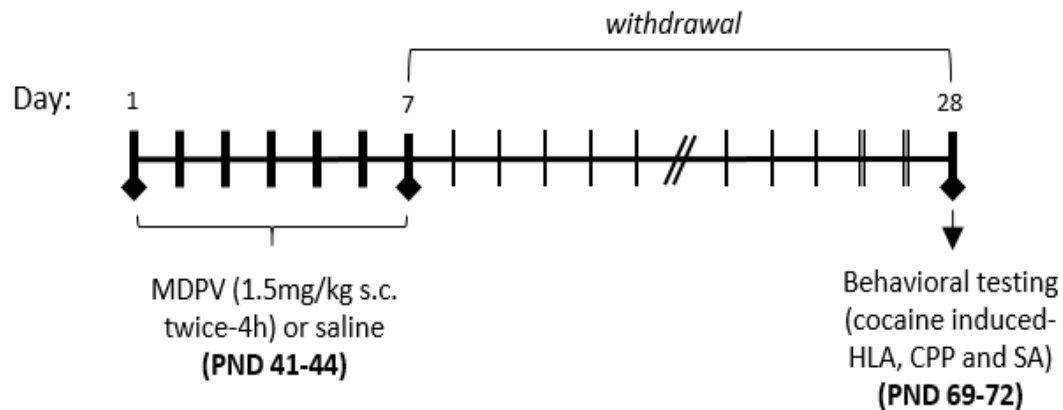 withdrawal
Day:
1
7
28
MDPV (1.5mg/kg s.c.
twice-4h) or saline
(PND 41-44)
Behavioral testing
(cocaine induced-
HLA, CPP and SA)
(PND 69-72)